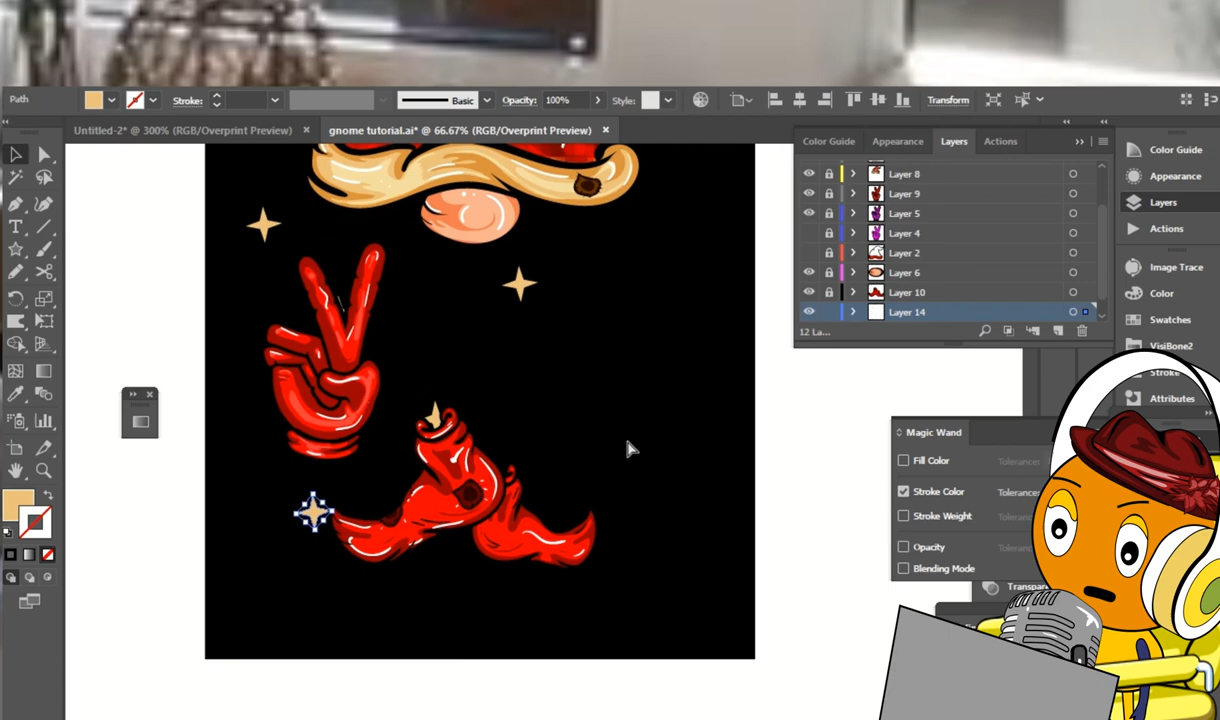 Path
Stroke:
Basic
Opacity: 100%
Style:
Transform
Untitled-2* @ 300% (RGB/Overprint Preview)
gnome tutorial.ai* @ 66.67% (RGB/Overprint Preview)
Color Guide Appearance Layers Actions
Layer 8
Layer 9
Layer 5
Layer 4
Layer 2
Layer 6
Layer 10
Layer 14
12 La...
Color Guide
Appearance
Layers
Actions
Image Trace
Color
Swatches
VisiBone2
Stroke
Attributes
Magic Wand
Fill Color Tolerance:
Stroke Color Tolerance:
Stroke Weight Tolerance:
Opacity
Blending Mode